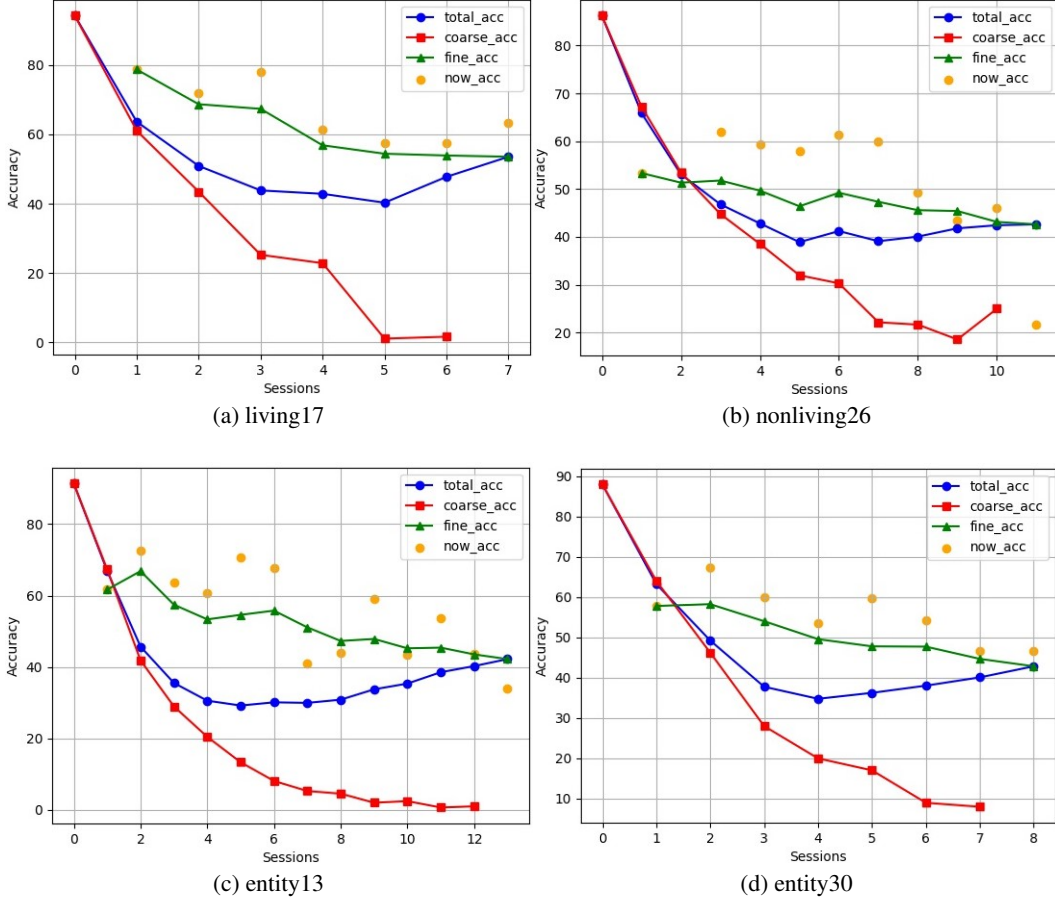 total_acc
coarse_acc
fine_acc
now_acc
Accuracy
80
60
40
20
0
0 1 2 3 4 5 6 7
Sessions
(a) living17
total_acc
coarse_acc
fine_acc
now_acc
Accuracy
80
70
60
50
40
30
20
0 2 4 6 8 10
Sessions
(b) nonliving26
total_acc
coarse_acc
fine_acc
now_acc
Accuracy
80
60
40
20
0
0 2 4 6 8 10 12
Sessions
(c) entity13
total_acc
coarse_acc
fine_acc
now_acc
Accuracy
90
80
70
60
50
40
30
20
10
0 1 2 3 4 5 6 7 8
Sessions
(d) entity30